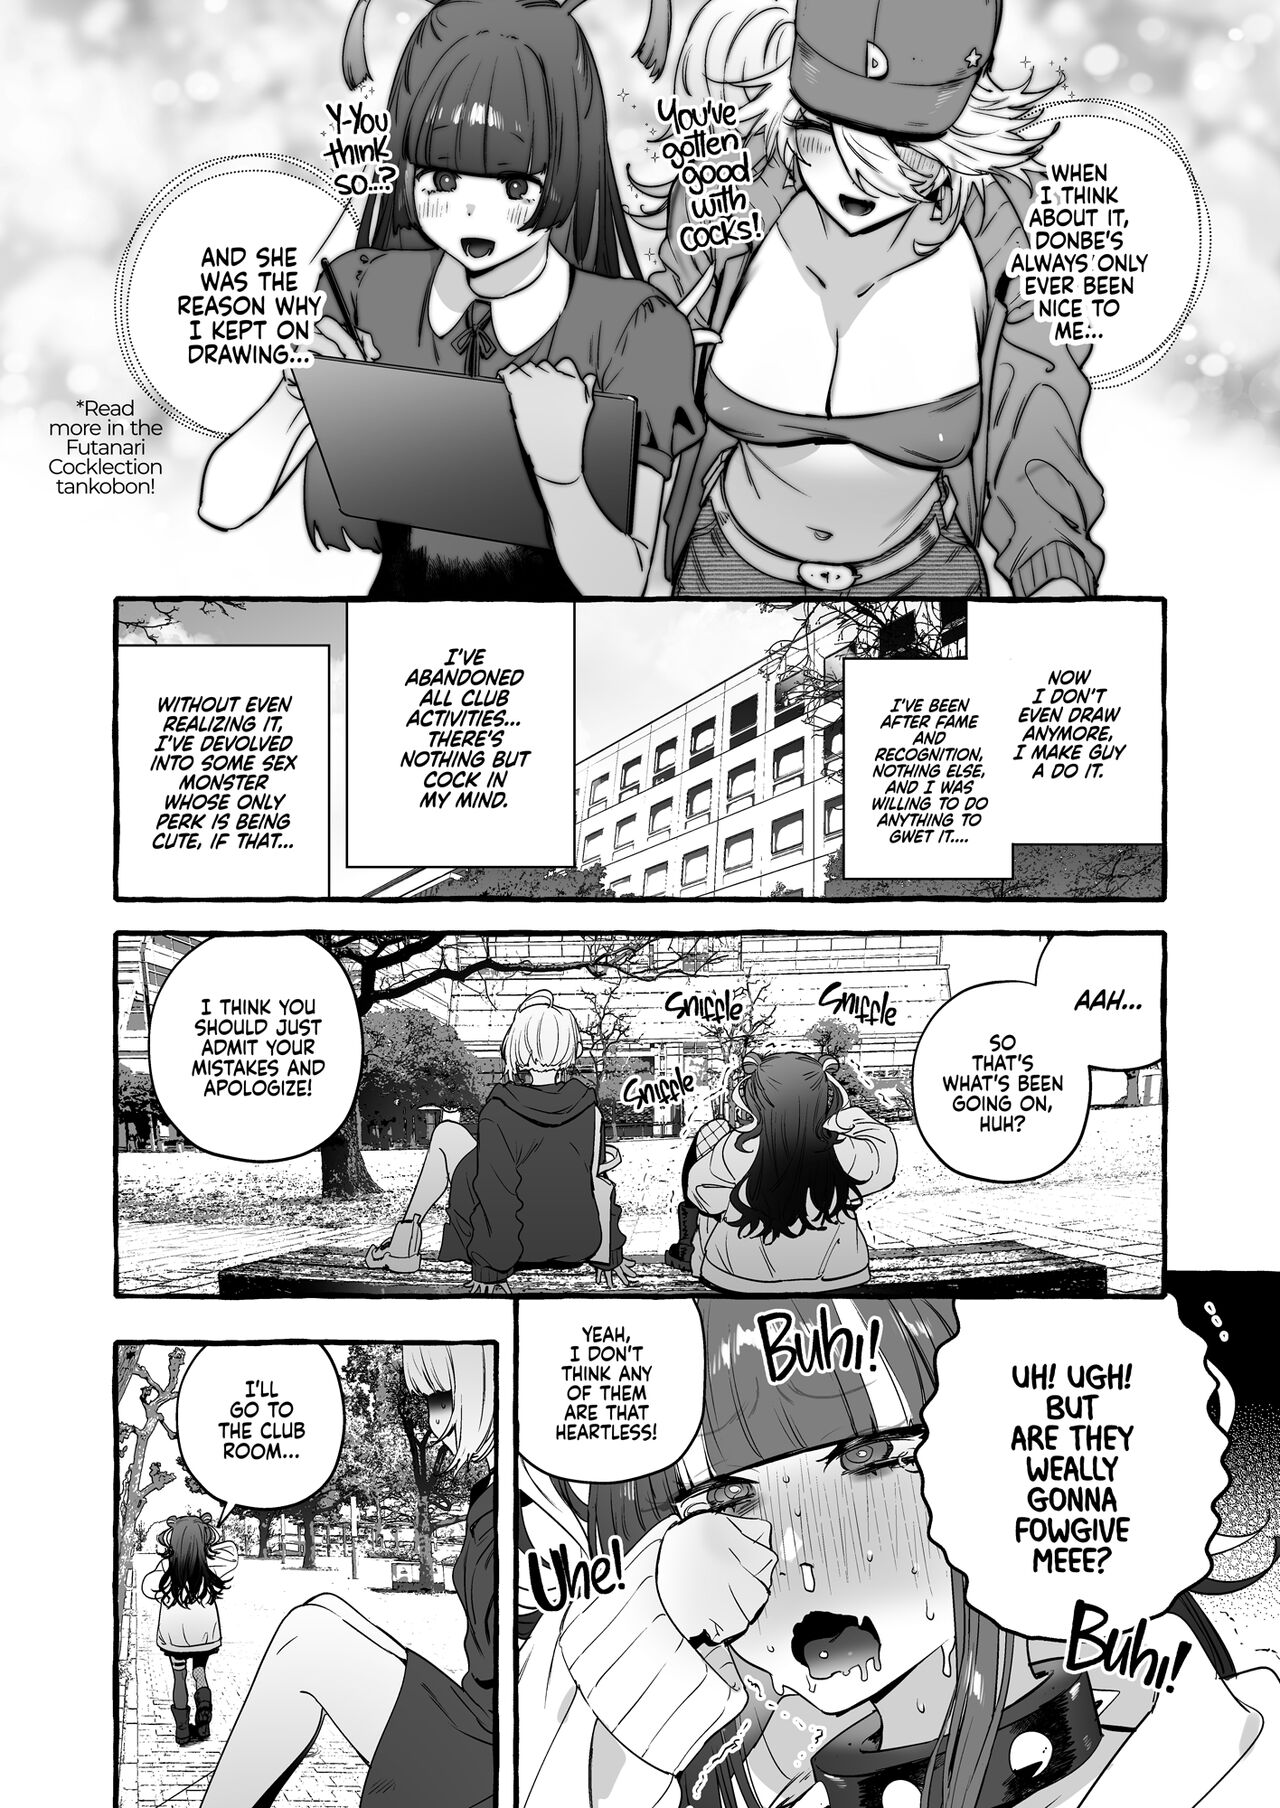 WHEN
I THINK
ABOUT IT,
DONBE'S
ALWAYS ONLY
EVER BEEN
NICE TO
ME...
You've
gotten
good
with
cocks!
Y-You
think
so...?
AND SHE
WAS THE
REASON WHY
I KEPT ON
DRAWING...
*Read
more in the
Futanari
Cocklection
tankobon!
D
NOW
I DON'T
EVEN DRAW
ANYMORE,
I MAKE GUY
A DO IT.
I'VE BEEN
AFTER FAME
AND
RECOGNITION,
NOTHING ELSE,
AND I WAS
WILLING TO DO
ANYTHING TO
GWET IT....
I'VE
ABANDONED
ALL CLUB
ACTIVITIES...
THERE'S
NOTHING BUT
COCK IN
MY MIND.
WITHOUT EVEN
REALIZING IT,
I'VE DEVOLVED
INTO SOME SEX
MONSTER
WHOSE ONLY
PERK IS BEING
CUTE, IF THAT...
AAH...
SO
THAT'S
WHAT'S BEEN
GOING ON,
HUH?
Sniffle
Sniffle
Sniffle
I THINK YOU
SHOULD JUST
ADMIT YOUR
MISTAKES AND
APOLOGIZE!
...
UH! UGH!
BUT
ARE THEY
WEALLY
GONNA
FOWGIVE
MEEE?
Buhi!
Buhi!
Uhe!
YEAH,
I DON'T
THINK ANY
OF THEM
ARE THAT
HEARTLESS!
I'LL
GO TO
THE CLUB
ROOM...